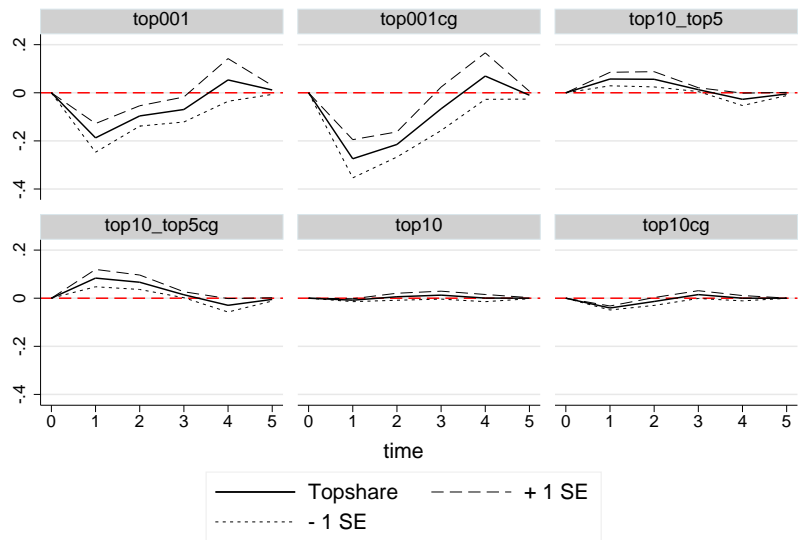 top001 top001cg top10_top5
.2
0
-.2
-.4
top10_top5cg top10 top10cg
.2
0
-.2
-.4
0 1 2 3 4 5 0 1 2 3 4 5 0 1 2 3 4 5
time
Topshare + 1 SE
- 1 SE